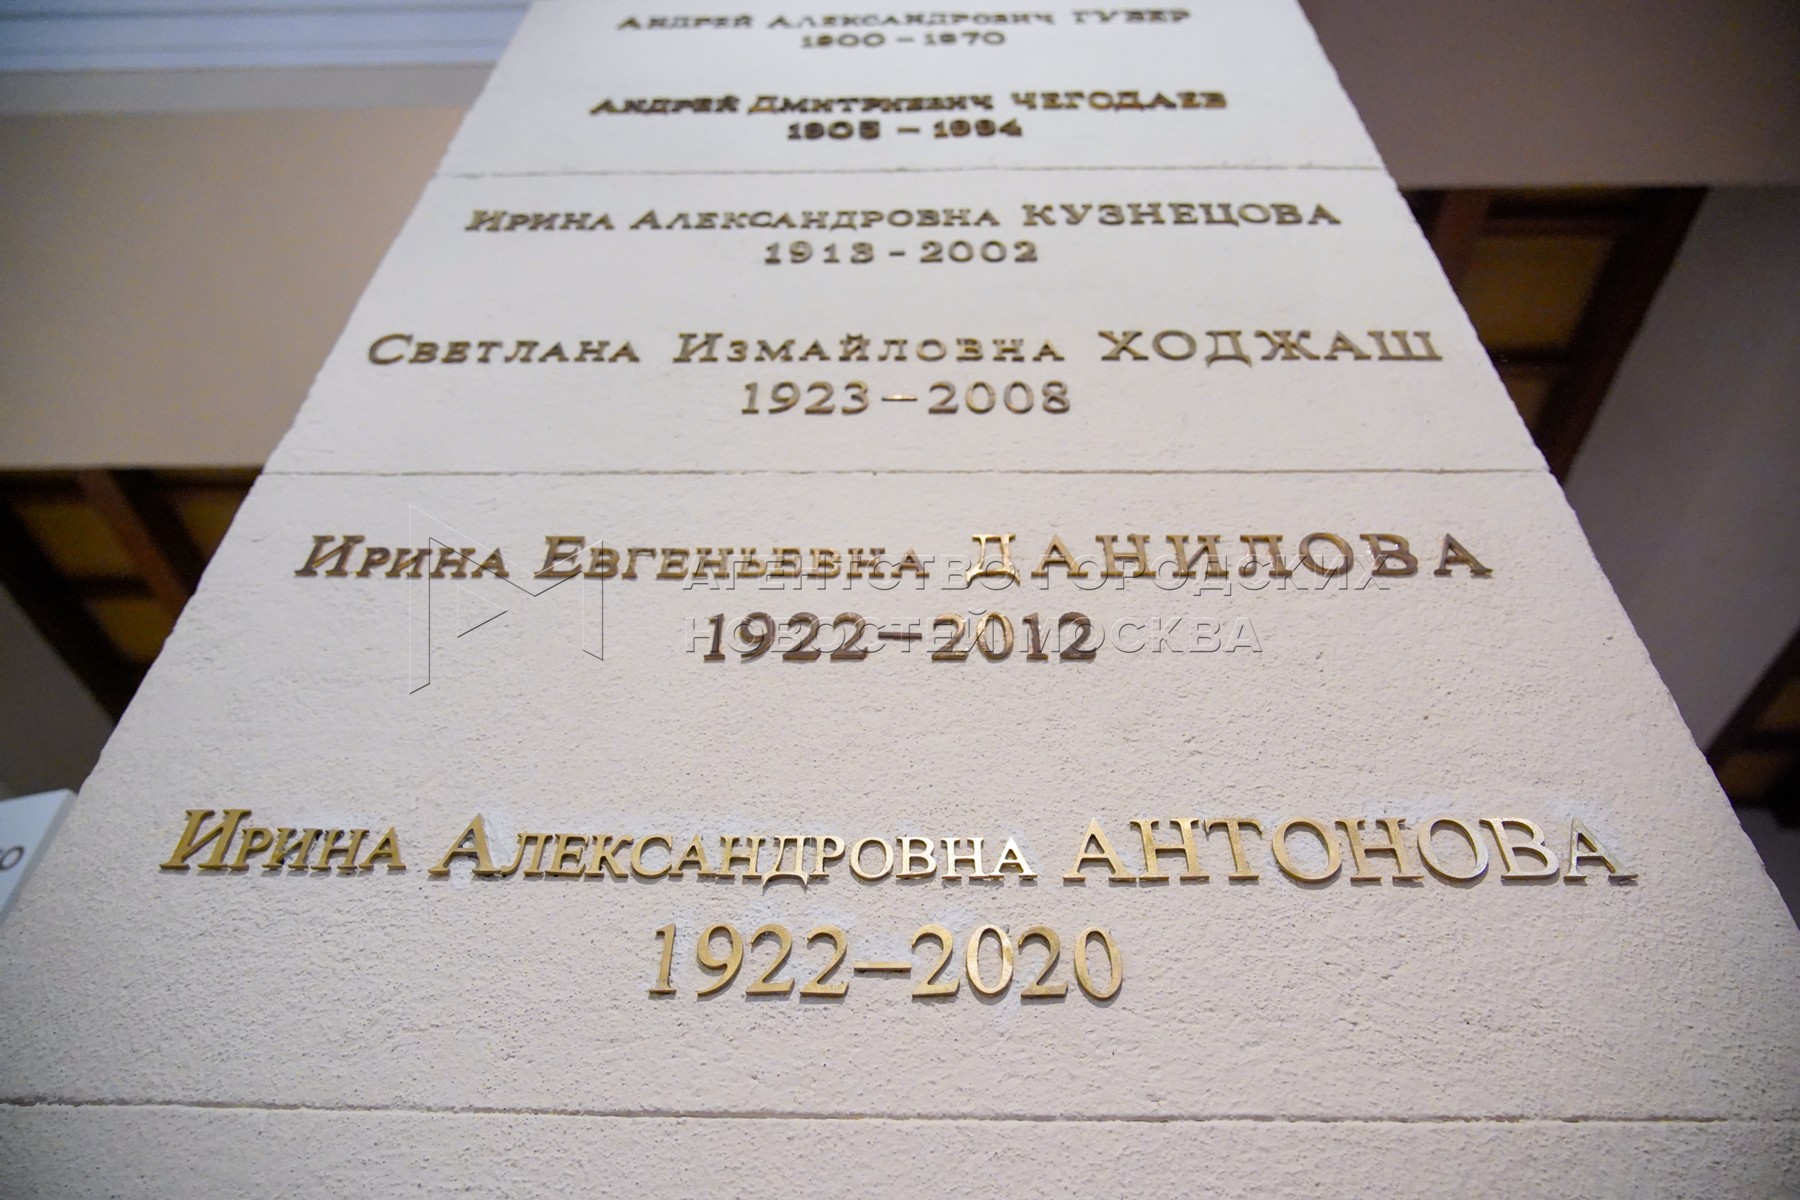 Андрей Александрович ГУБЕР
1900 – 1970
Андрей Дмитриевич ЧЕГОДАЕВ
1905 – 1994
Ирина Александровна КУЗНЕЦОВА
1913 - 2002
Светлана Измайловна ХОДЖАШ
1923 – 2008
Ирина Евгеньевна ДАНИЛОВА
1922 – 2012
АГЕНТСТВО ГОРОДСКИХ
НОВОСТЕЙ МОСКВА
Ирина Александровна АНТОНОВА
1922 – 2020